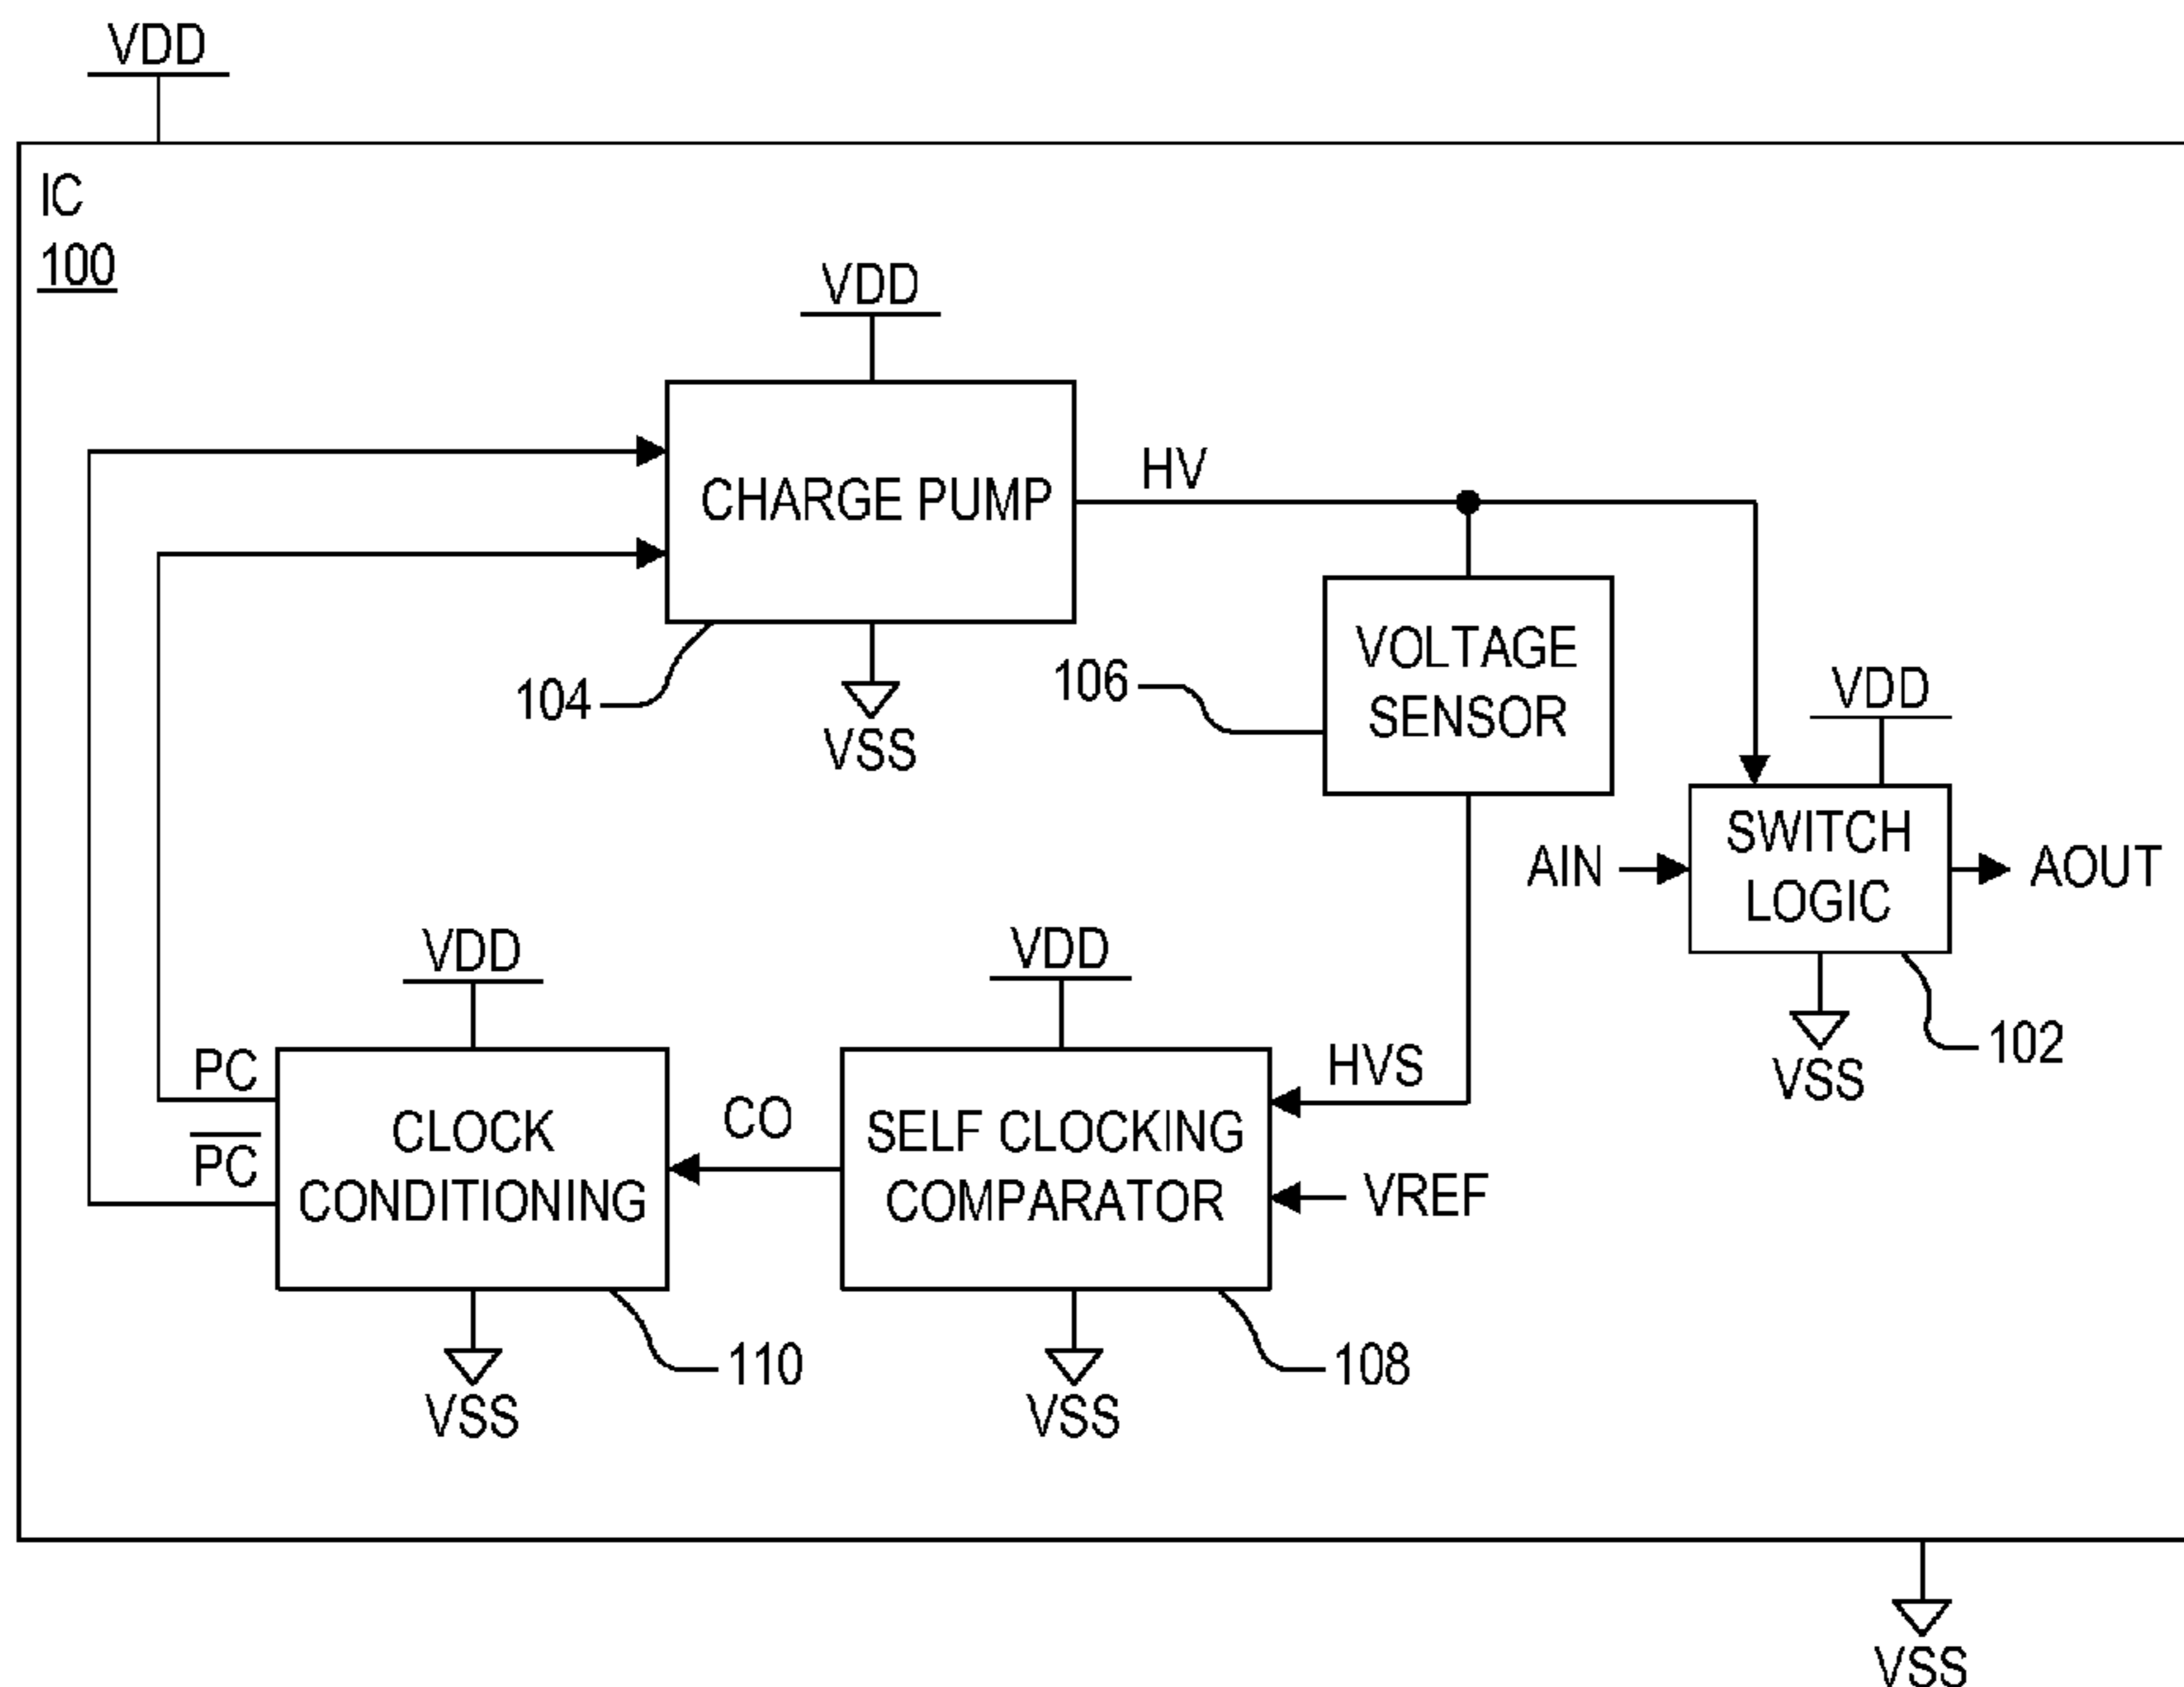 VDD
IC
100
VDD
CHARGE PUMP
HV
104
VSS
106
VOLTAGE
SENSOR
VDD
AIN
SWITCH
LOGIC
AOUT
VSS
102
VDD
VDD
PC
P̅C̅
CLOCK
CONDITIONING
CO
SELF CLOCKING
COMPARATOR
HVS
VREF
VSS
110
VSS
108
VSS